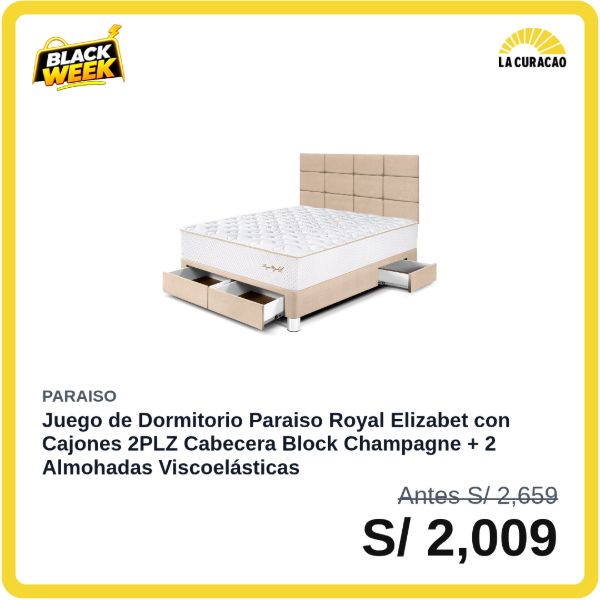 BLACK
WEEK
LA CURACAO
PARAISO
Juego de Dormitorio Paraiso Royal Elizabet con
Cajones 2PLZ Cabecera Block Champagne + 2
Almohadas Viscoelásticas
Antes S/ 2,659
S/ 2,009